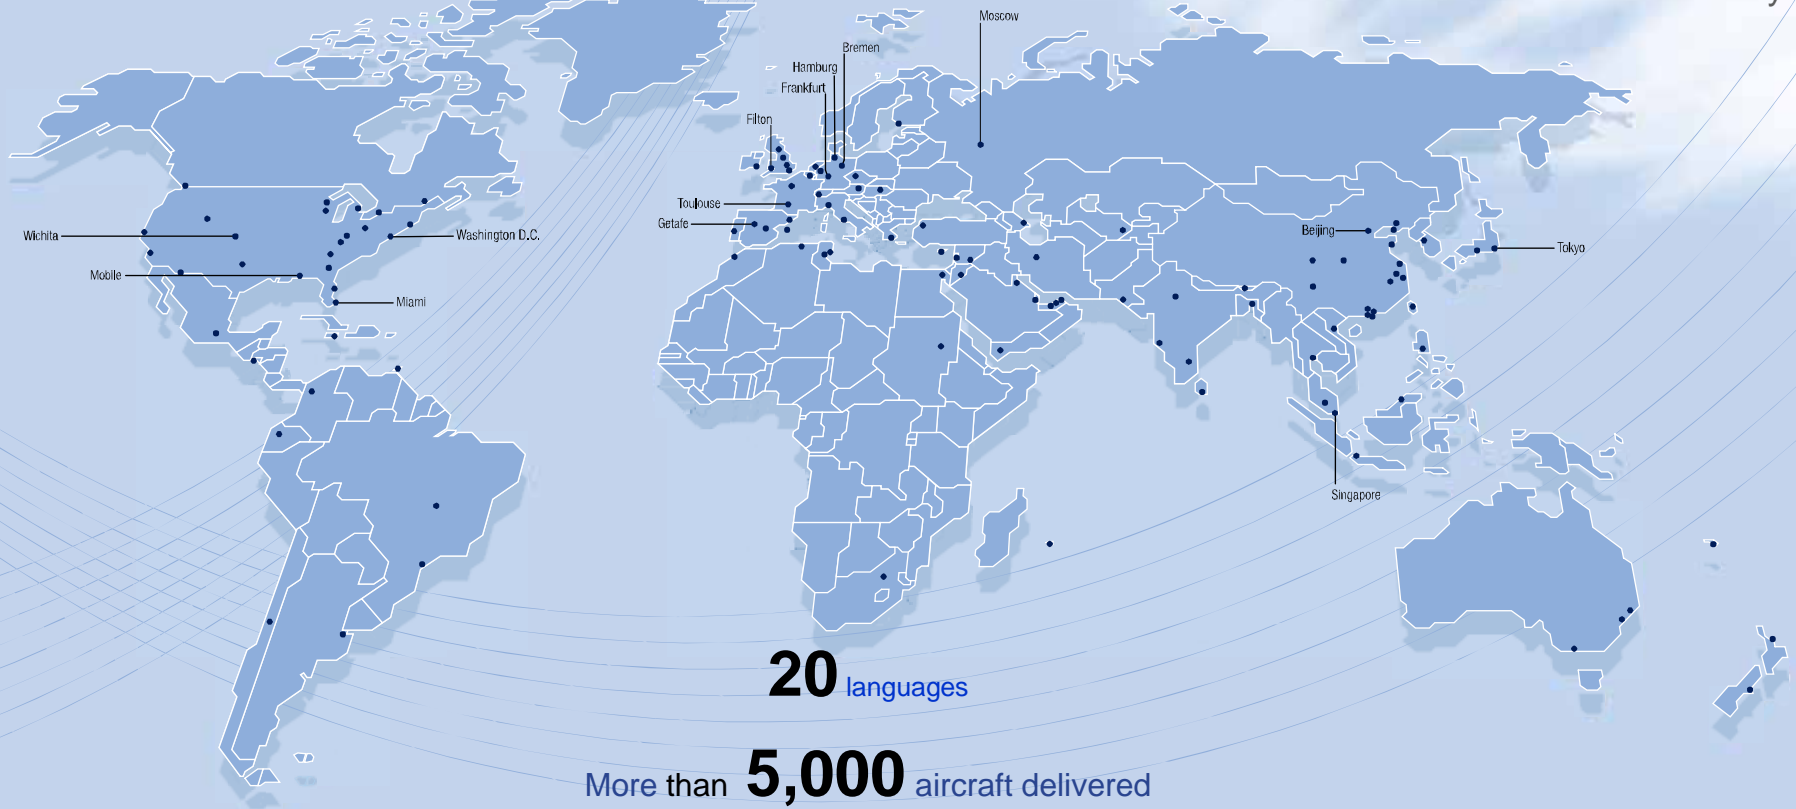 Moscow
Bremen
Hamburg
Frankfurt
Filton
Toulouse
Getafe
Wichita
Washington D.C.
Mobile
Miami
Beijing
Tokyo
Singapore
20 languages
More than 5,000 aircraft delivered